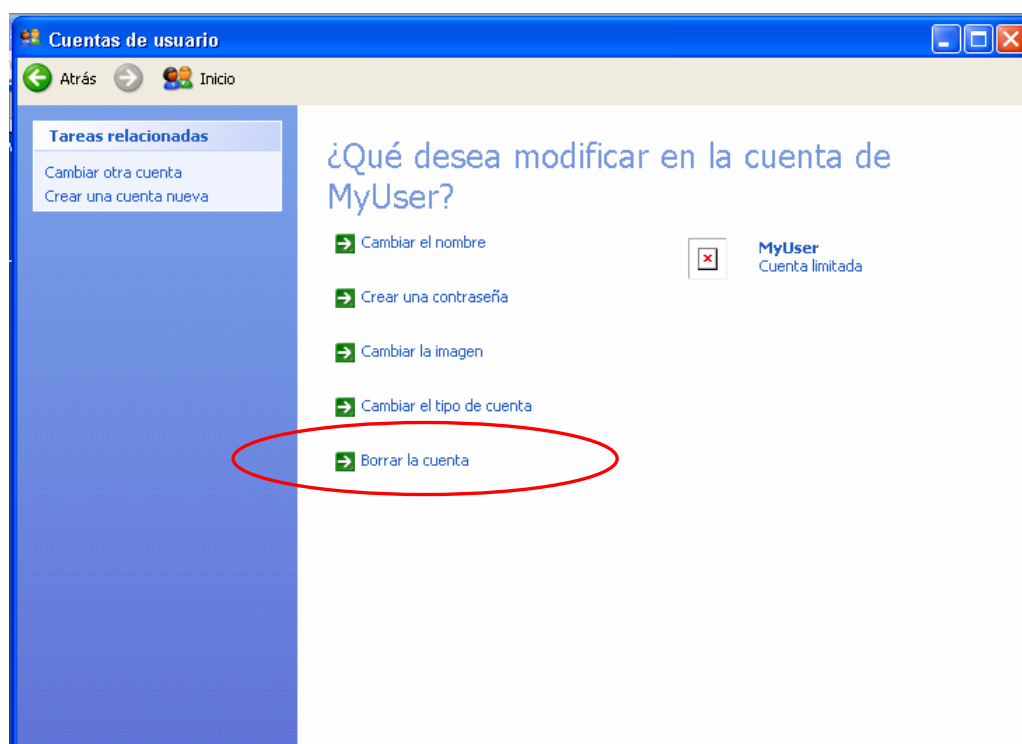 Cuentas de usuario
Atrás
Inicio
Tareas relacionadas
Cambiar otra cuenta
Crear una cuenta nueva
¿Qué desea modificar en la cuenta de
MyUser?
Cambiar el nombre
MyUser
Cuenta limitada
Crear una contraseña
Cambiar la imagen
Cambiar el tipo de cuenta
Borrar la cuenta